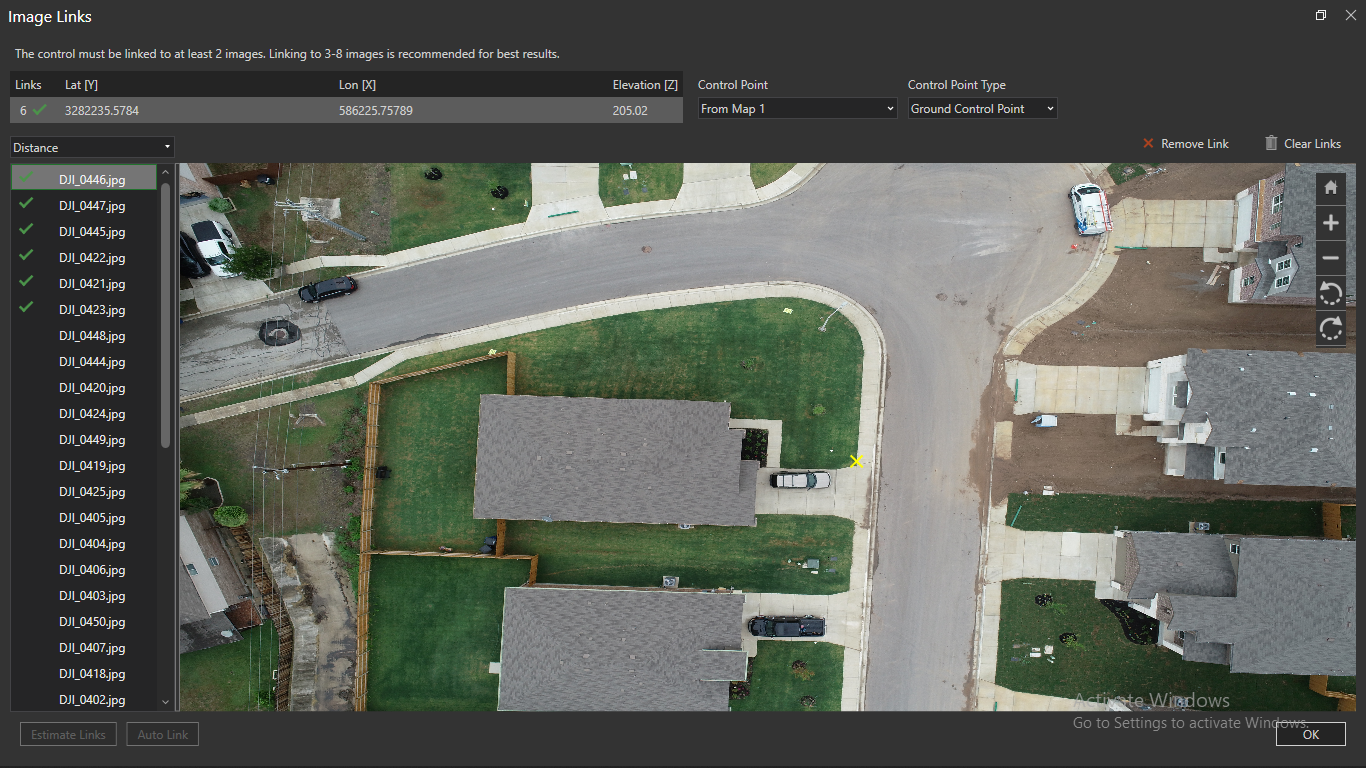 Image Links
The control must be linked to at least 2 images. Linking to 3-8 images is recommended for best results.
Links Lat [Y] Lon [X] Elevation [Z] Control Point Control Point Type
6 3282235.5784 586225.75789 205.02 From Map 1 Ground Control Point
Distance Remove Link Clear Links
DJI_0446.jpg
DJI_0447.jpg
DJI_0445.jpg
DJI_0422.jpg
DJI_0421.jpg
DJI_0423.jpg
DJI_0448.jpg
DJI_0444.jpg
DJI_0420.jpg
DJI_0424.jpg
DJI_0449.jpg
DJI_0419.jpg
DJI_0425.jpg
DJI_0405.jpg
DJI_0404.jpg
DJI_0406.jpg
DJI_0403.jpg
DJI_0450.jpg
DJI_0407.jpg
DJI_0418.jpg
DJI_0402.jpg
Activate Windows
Go to Settings to activate Windows.
Estimate Links Auto Link OK